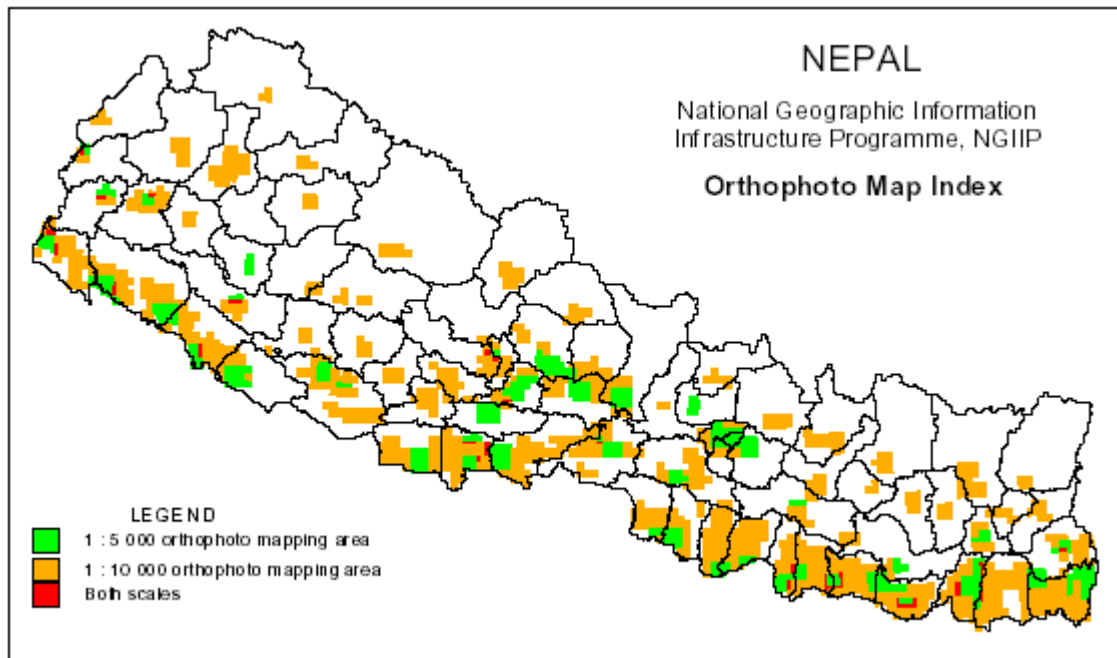 NEPAL
National Geographic Information
Infrastructure Programme, NGIIP
Orthophoto Map Index
LEGEND
1 : 5 000 orthophoto mapping area
1 : 10 000 orthophoto mapping area
Both scales